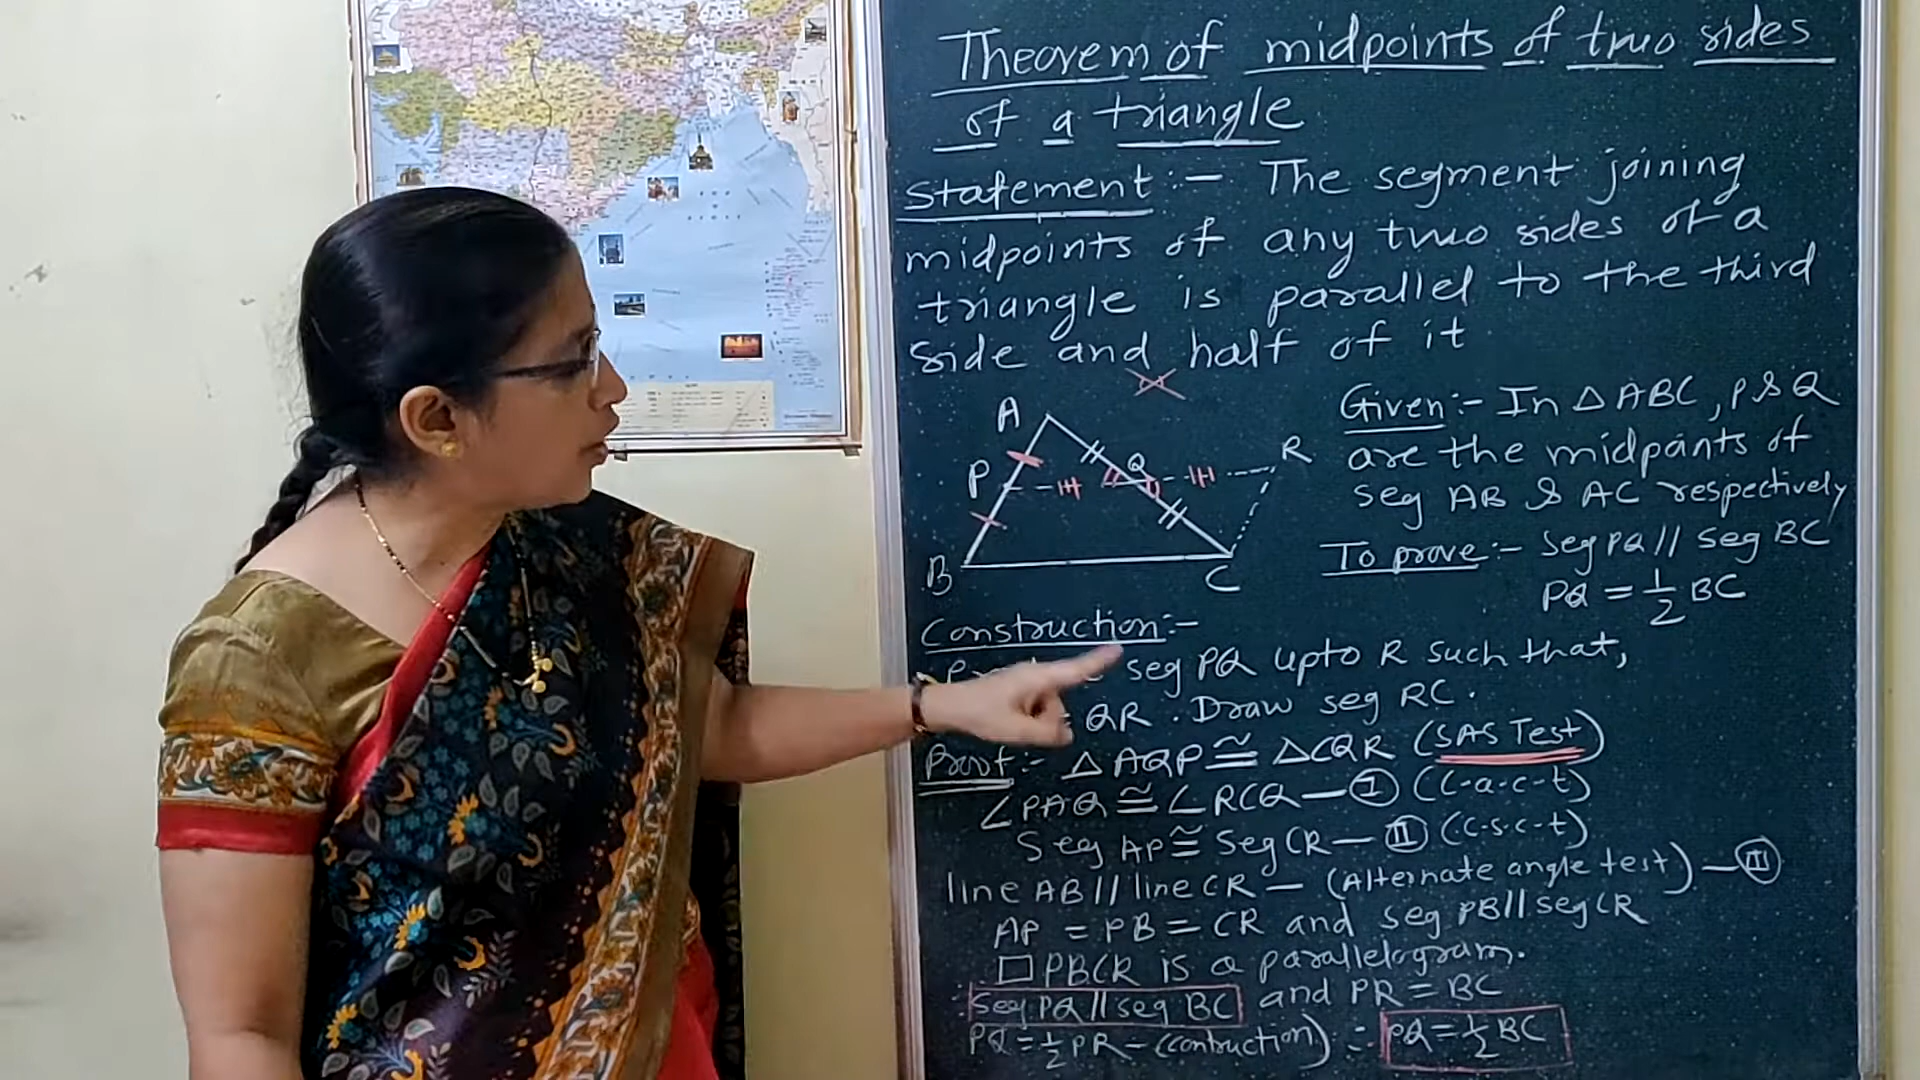 Theorem of midpoints of two sides
of a triangle
Statement :- The segment joining
midpoints of any two sides of a
triangle is parallel to the third
side and half of it
A
P
Q
R
B
C
Given :- In △ABC, P & Q
are the midpoints of
seg AB & AC respectively
To prove :- seg PQ // seg BC
PQ = 1/2 BC
Construction :-
seg PQ upto R such that,
= QR . Draw seg RC .
Proof :- △AQP ≅ △CQR (SAS Test)
∠PAQ ≅ ∠RCQ — I (C-a-c-t)
Seg AP ≅ Seg CR — II (C.s.c-t)
line AB // line CR — (Alternate angle test) — III
AP = PB = CR and seg PB // seg CR
□ PBCR is a parallelogram.
Seg PQ // seg BC and PR = BC
PQ = 1/2 PR - (contruction) ∴ PQ = 1/2 BC